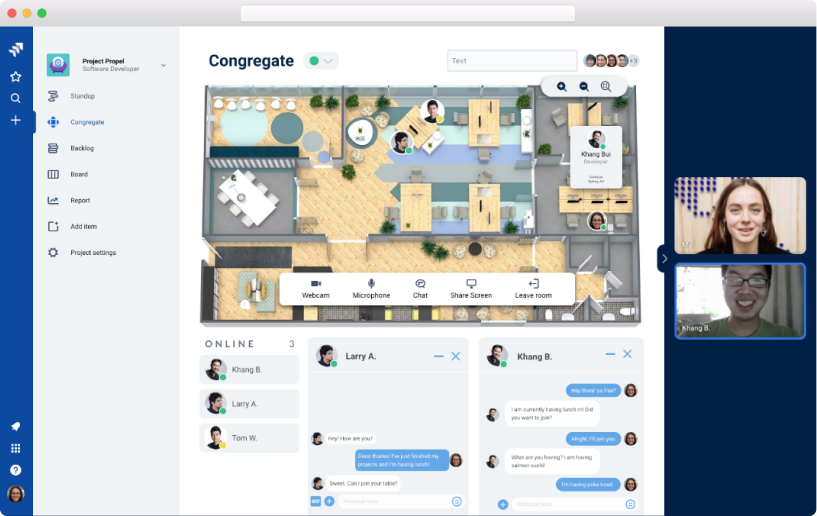 Project Propel
Software Developer
Standup
Congregate
Backlog
Board
Report
Add item
Project settings
Congregate
Text
+3
Khang Bui
Developer
Webcam
Microphone
Chat
Share Screen
Leave room
Khang B.
ONLINE 3
Khang B.
Larry A.
Tom W.
Larry A.
Hey! How are you?
Great thanks! I've just finished my
projects and I'm having lunch!
Sweet. Can I join your table?
GIF
Message here
Khang B.
Hey there! ya free?
I am currently having lunch rn! Did
you want to join?
Alright, I'll join you.
What are you having? I am having
salmon sushi!
I'm having poke bowl.
Message here